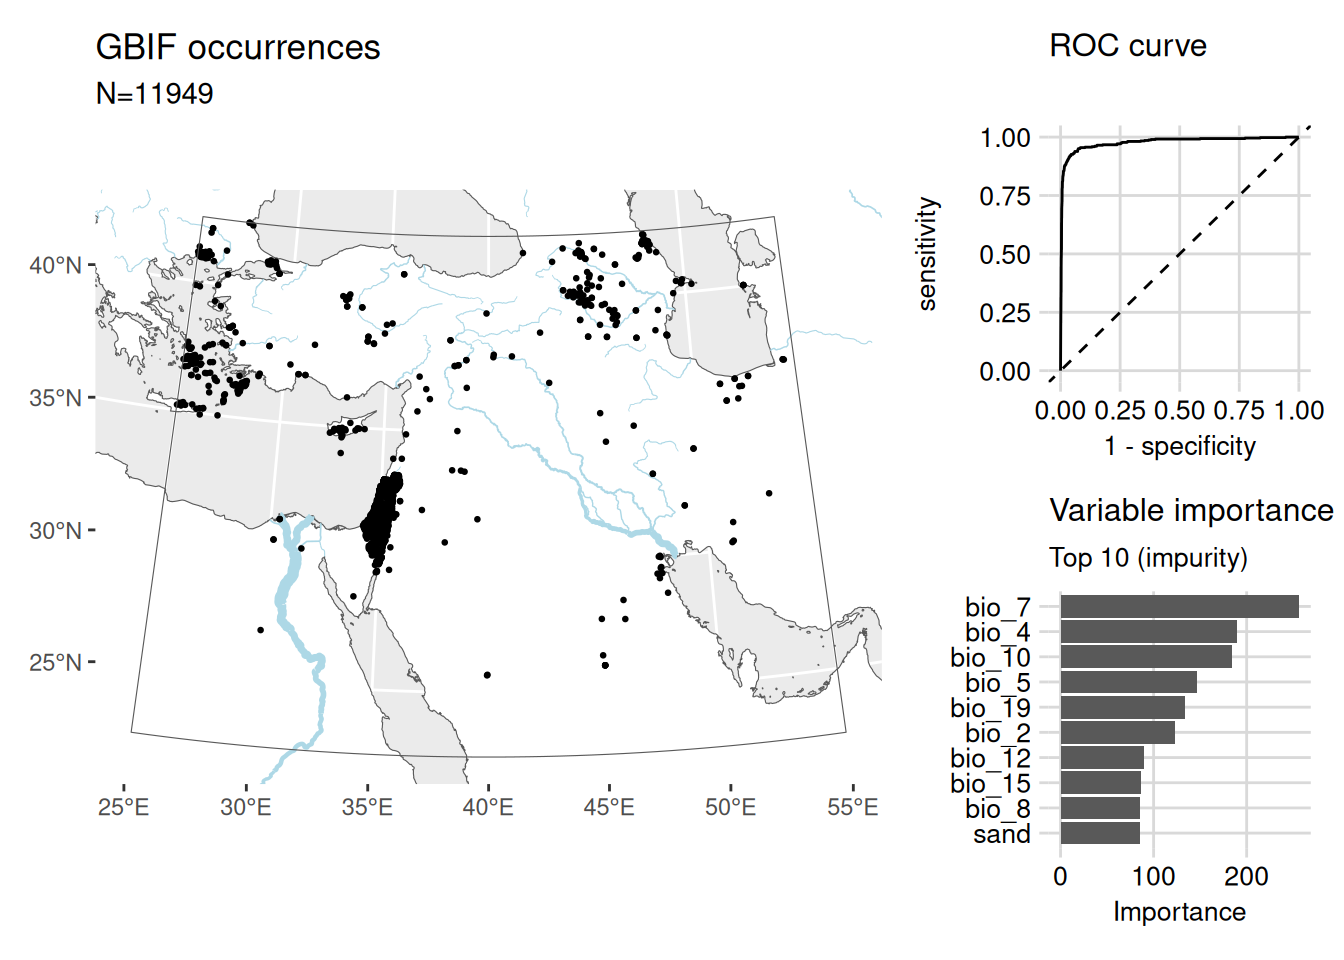 GBIF occurrences
N=11949
40°N
35°N
30°N
25°N
25°E 30°E 35°E 40°E 45°E 50°E 55°E
ROC curve
sensitivity
1.00
0.75
0.50
0.25
0.00
0.00 0.25 0.50 0.75 1.00
1 - specificity
Variable importance
Top 10 (impurity)
bio_7
bio_4
bio_10
bio_5
bio_19
bio_2
bio_12
bio_15
bio_8
sand
0 100 200
Importance